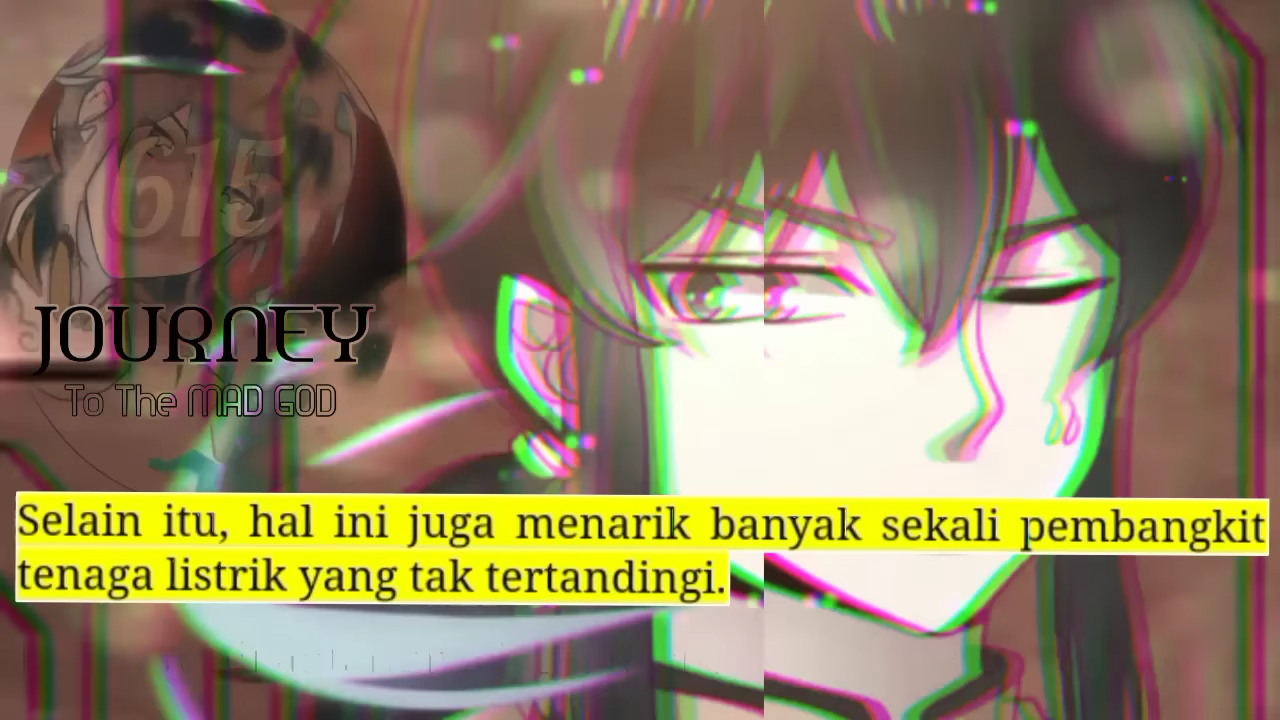 615
JOURNEY
To The MAD GOD
Selain itu, hal ini juga menarik banyak sekali pembangkit
tenaga listrik yang tak tertandingi.